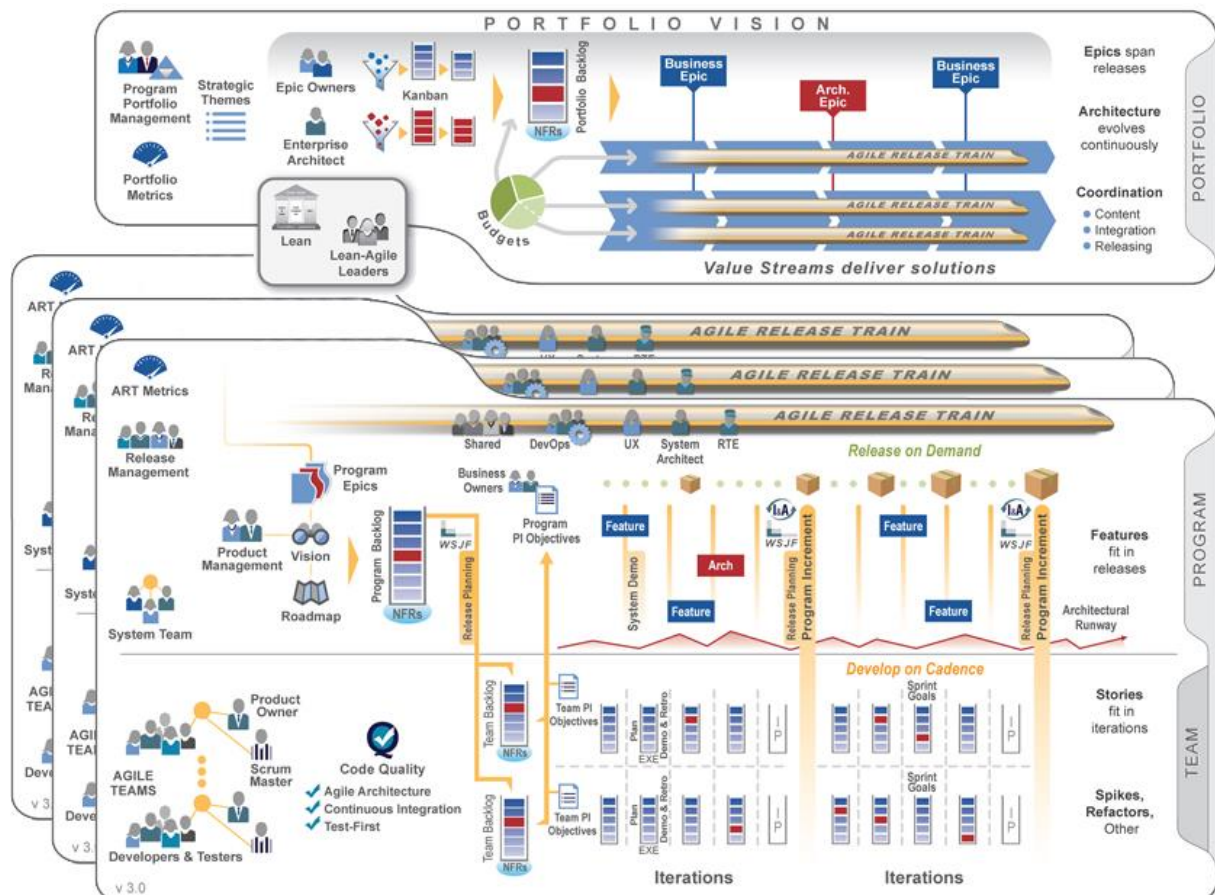 PORTFOLIO VISION
Program
Portfolio
Management
Strategic
Themes
Portfolio
Metrics
Epic Owners
Enterprise
Architect
Kanban
NFRs
Portfolio Backlog
Budgets
Business
Epic
Arch.
Epic
Business
Epic
AGILE RELEASE TRAIN
AGILE RELEASE TRAIN
AGILE RELEASE TRAIN
Value Streams deliver solutions
Epics span
releases
Architecture
evolves
continuously
Coordination
Content
Integration
Releasing
PORTFOLIO
Lean
Lean-Agile
Leaders
AGILE RELEASE TRAIN
AGILE RELEASE TRAIN
AGILE RELEASE TRAIN
ART
ART
ART Metrics
Release
Management
Shared
DevOps
UX
System
Architect
RTE
Release on Demand
Program
Epics
Product
Management
Vision
Roadmap
System Team
Program Backlog
NFRs
WSJF
Release Planning
Business
Owners
Program
PI Objectives
Feature
System Demo
Arch
Feature
I&A
WSJF
Release Planning
Program Increment
Feature
Feature
I&A
WSJF
Release Planning
Program Increment
Features
fit in
releases
Architectural
Runway
PROGRAM
Develop on Cadence
AGILE TEAMS
Product
Owner
Scrum
Master
Developers & Testers
Code Quality
Agile Architecture
Continuous Integration
Test-First
Team Backlog
NFRs
Team PI
Objectives
Plan
EXE
Demo & Retro
I
P
Sprint
Goals
I
P
Stories
fit in
iterations
Team Backlog
NFRs
Team PI
Objectives
Plan
EXE
Demo & Retro
I
P
Sprint
Goals
I
P
Spikes,
Refactors,
Other
Iterations
Iterations
TEAM
v 3.0